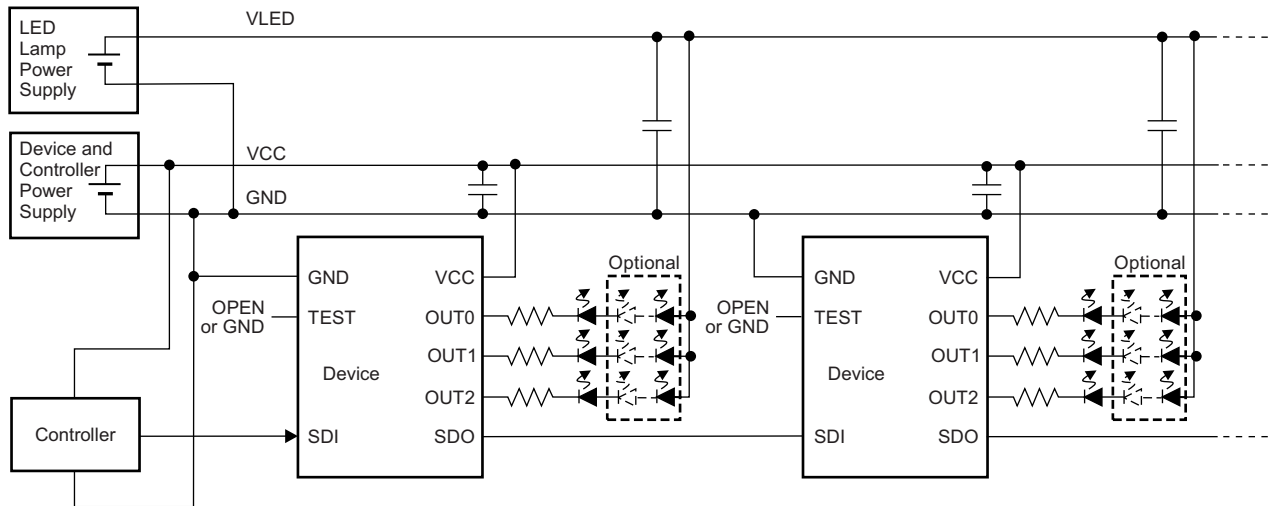 LED
Lamp
Power
Supply
VLED
Device and
Controller
Power
Supply
VCC
GND
GND
VCC
OPEN
or GND
TEST
OUT0
OUT1
Device
OUT2
SDI
SDO
Optional
GND
VCC
OPEN
or GND
TEST
OUT0
OUT1
Device
OUT2
SDI
SDO
Optional
Controller